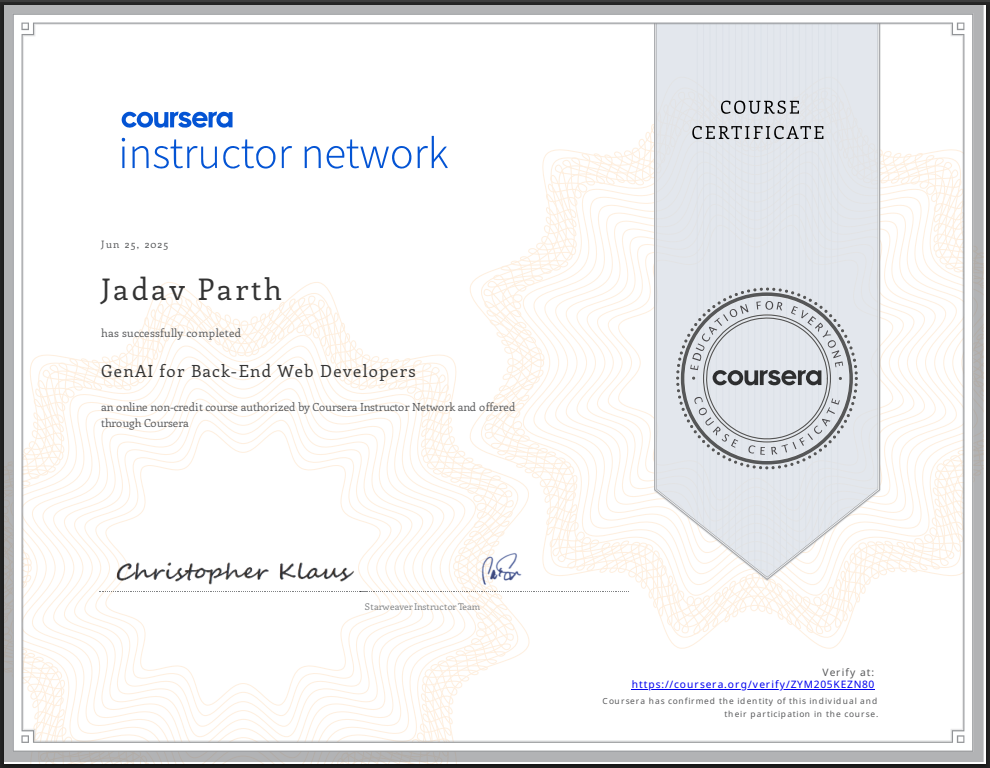 coursera
instructor network
COURSE
CERTIFICATE
Jun 25, 2025
Jadav Parth
has successfully completed
GenAI for Back-End Web Developers
an online non-credit course authorized by Coursera Instructor Network and offered
through Coursera
EDUCATION FOR EVERYONE
coursera
COURSE CERTIFICATE
Christopher Klaus
Starweaver Instructor Team
Verify at:
https://coursera.org/verify/ZYM205KEZN80
Coursera has confirmed the identity of this individual and
their participation in the course.